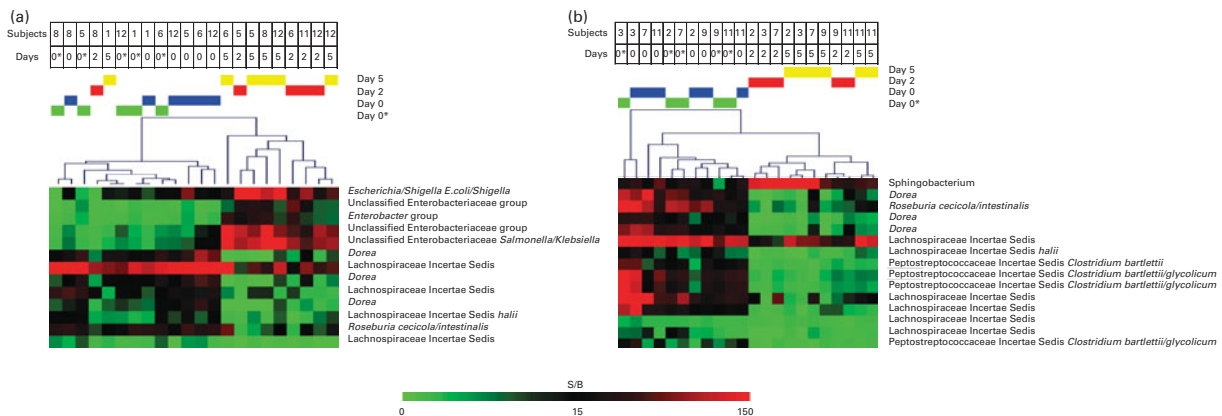 (a)
Subjects 8 8 5 8 1 12 1 1 6 12 5 6 12 6 5 5 8 12 6 11 12 12
Days 0* 0 0* 2 5 0* 0* 0 0* 0 0 0 0 5 2 5 5 5 2 2 2 5
Day 5
Day 2
Day 0
Day 0*
Escherichia/Shigella E.coli/Shigella
Unclassified Enterobacteriaceae group
Enterobacter group
Unclassified Enterobacteriaceae group
Unclassified Enterobacteriaceae Salmonella/Klebsiella
Dorea
Lachnospiraceae Incertae Sedis
Dorea
Lachnospiraceae Incertae Sedis
Dorea
Lachnospiraceae Incertae Sedis halii
Roseburia cecicola/intestinalis
Lachnospiraceae Incertae Sedis
(b)
Subjects 3 3 7 11 2 7 2 9 9 11 11 2 3 7 2 3 7 9 9 11 11 11
Days 0* 0 0 0 0* 0* 0 0 0* 0* 0 2 2 2 5 5 5 5 2 2 5 5
Day 5
Day 2
Day 0
Day 0*
Sphingobacterium
Dorea
Roseburia cecicola/intestinalis
Dorea
Dorea
Lachnospiraceae Incertae Sedis
Lachnospiraceae Incertae Sedis halii
Peptostreptococcaceae Incertae Sedis Clostridium bartlettii
Peptostreptococcaceae Incertae Sedis Clostridium bartlettii/glycolicum
Peptostreptococcaceae Incertae Sedis Clostridium bartlettii/glycolicum
Lachnospiraceae Incertae Sedis
Lachnospiraceae Incertae Sedis
Lachnospiraceae Incertae Sedis
Lachnospiraceae Incertae Sedis
Peptostreptococcaceae Incertae Sedis Clostridium bartlettii/glycolicum
S/B
0 15 150